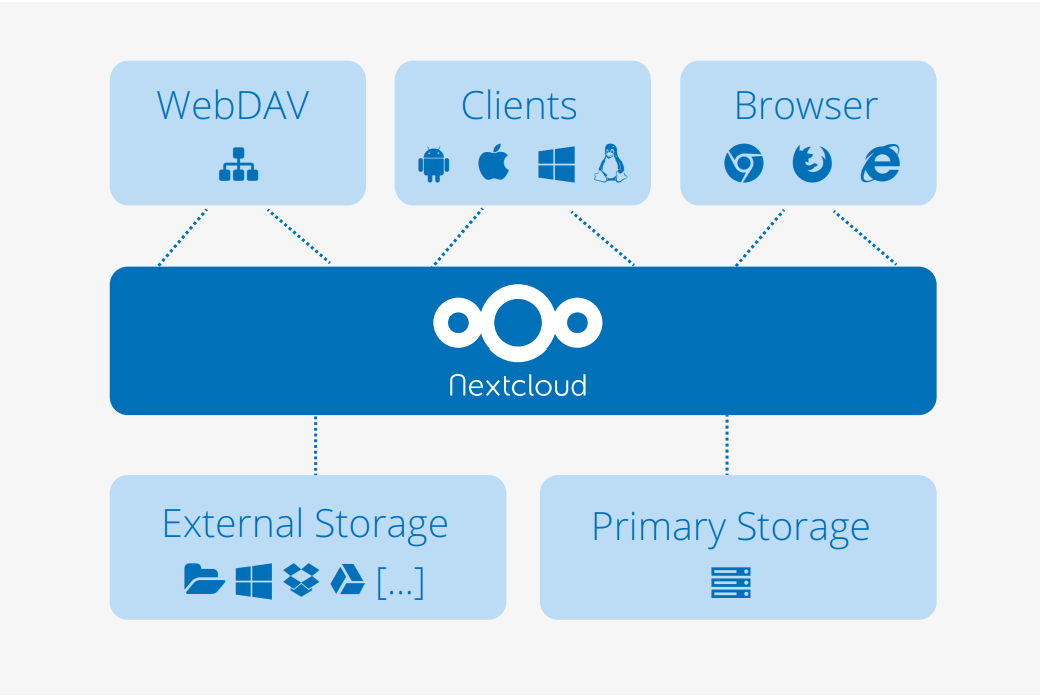 WebDAV
Clients
Browser
Nextcloud
External Storage
[...]
Primary Storage